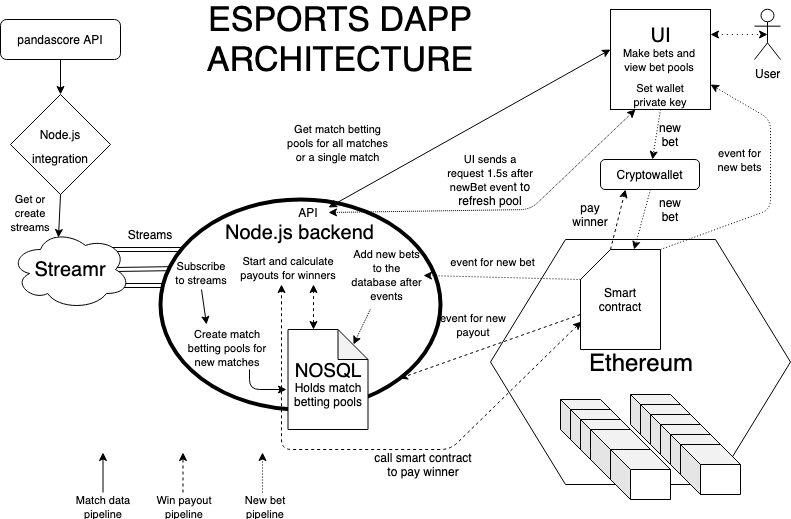 ESPORTS DAPP
ARCHITECTURE
pandascore API
Node.js
integration
Get or
create
streams
Streamr
Streams
API
Node.js backend
Subscribe
to streams
Start and calculate
payouts for winners
Add new bets
to the
database after
events
Create match
betting pools for
new matches
NOSQL
Holds match
betting pools
Get match betting
pools for all matches
or a single match
UI sends a
request 1.5s after
newBet event to
refresh pool
UI
Make bets and
view bet pools
Set wallet
private key
User
new
bet
event for
new bets
Cryptowallet
pay
winner
new
bet
event for new bet
Smart
contract
event for new
payout
Ethereum
call smart contract
to pay winner
Match data
pipeline
Win payout
pipeline
New bet
pipeline